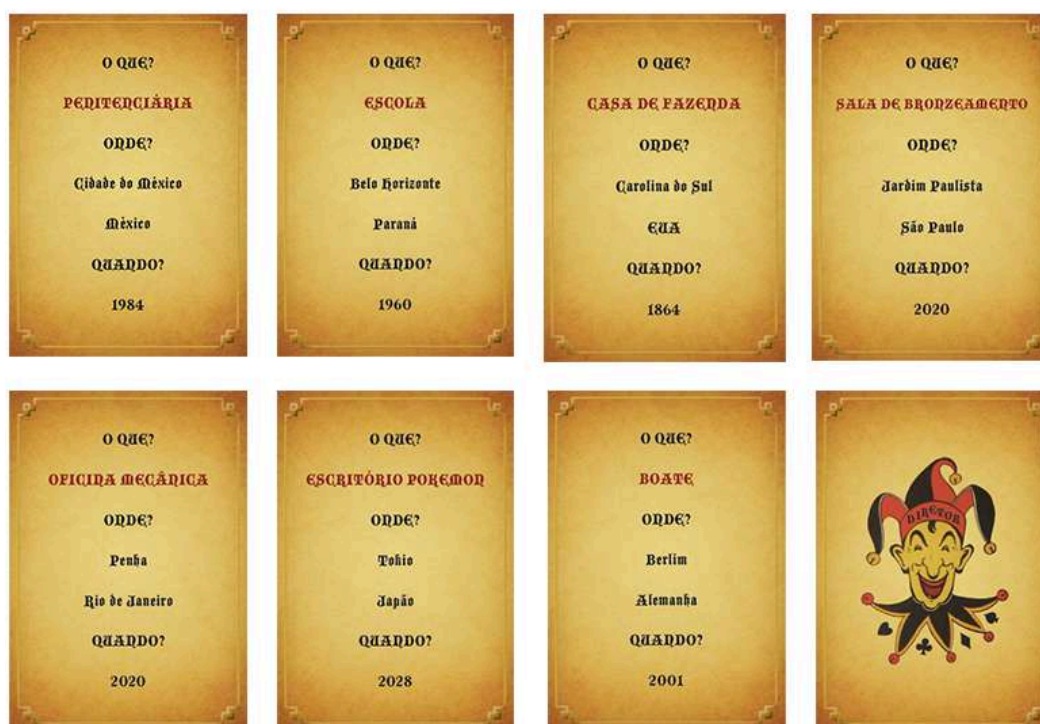 O QUE?
PENITENCIÁRIA
ONDE?
Cidade do México
México
QUANDO?
1984
O QUE?
ESCOLA
ONDE?
Belo Horizonte
Paraná
QUANDO?
1960
O QUE?
CASA DE FAZENDA
ONDE?
Carolina do Sul
EUA
QUANDO?
1864
O QUE?
SALA DE BRONZEAMENTO
ONDE?
Jardim Paulista
São Paulo
QUANDO?
2020
O QUE?
OFICINA MECÂNICA
ONDE?
Penha
Rio de Janeiro
QUANDO?
2020
O QUE?
ESCRITÓRIO POKEMON
ONDE?
Tokio
Japão
QUANDO?
2028
O QUE?
BOATE
ONDE?
Berlim
Alemanha
QUANDO?
2001
DIRETOR